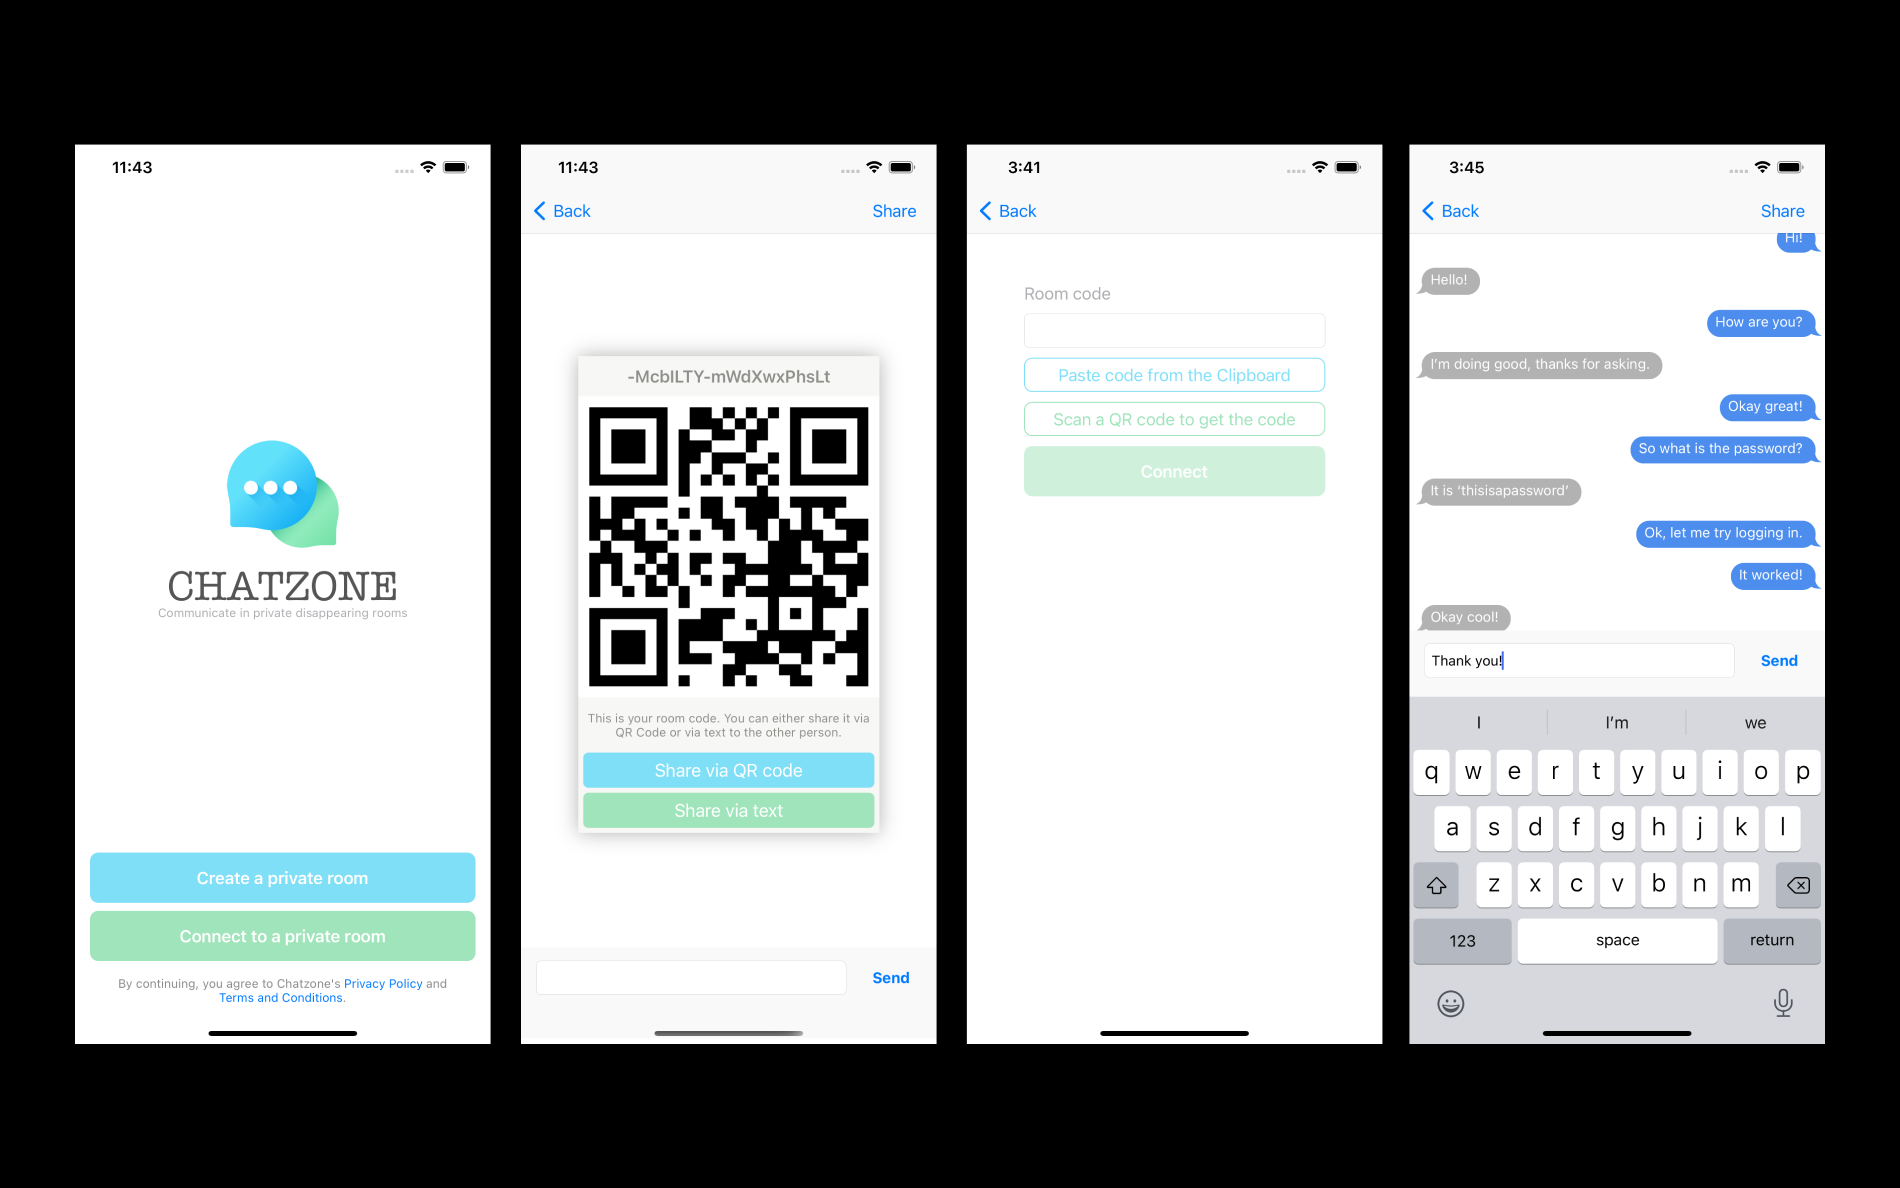 11:43
CHATZONE
Communicate in private disappearing rooms
Create a private room
Connect to a private room
By continuing, you agree to Chatzone's Privacy Policy and
Terms and Conditions.
11:43
Back
Share
-McbILTY-mWdXwxPhsLt
This is your room code. You can either share it via
QR Code or via text to the other person.
Share via QR code
Share via text
Send
3:41
Back
Room code
Paste code from the Clipboard
Scan a QR code to get the code
Connect
3:45
Back
Share
Hi!
Hello!
How are you?
I’m doing good, thanks for asking.
Okay great!
So what is the password?
It is ‘thisisapassword’
Ok, let me try logging in.
It worked!
Okay cool!
Thank you!
Send
I
I’m
we
q w e r t y u i o p
a s d f g h j k l
z x c v b n m
123
space
return